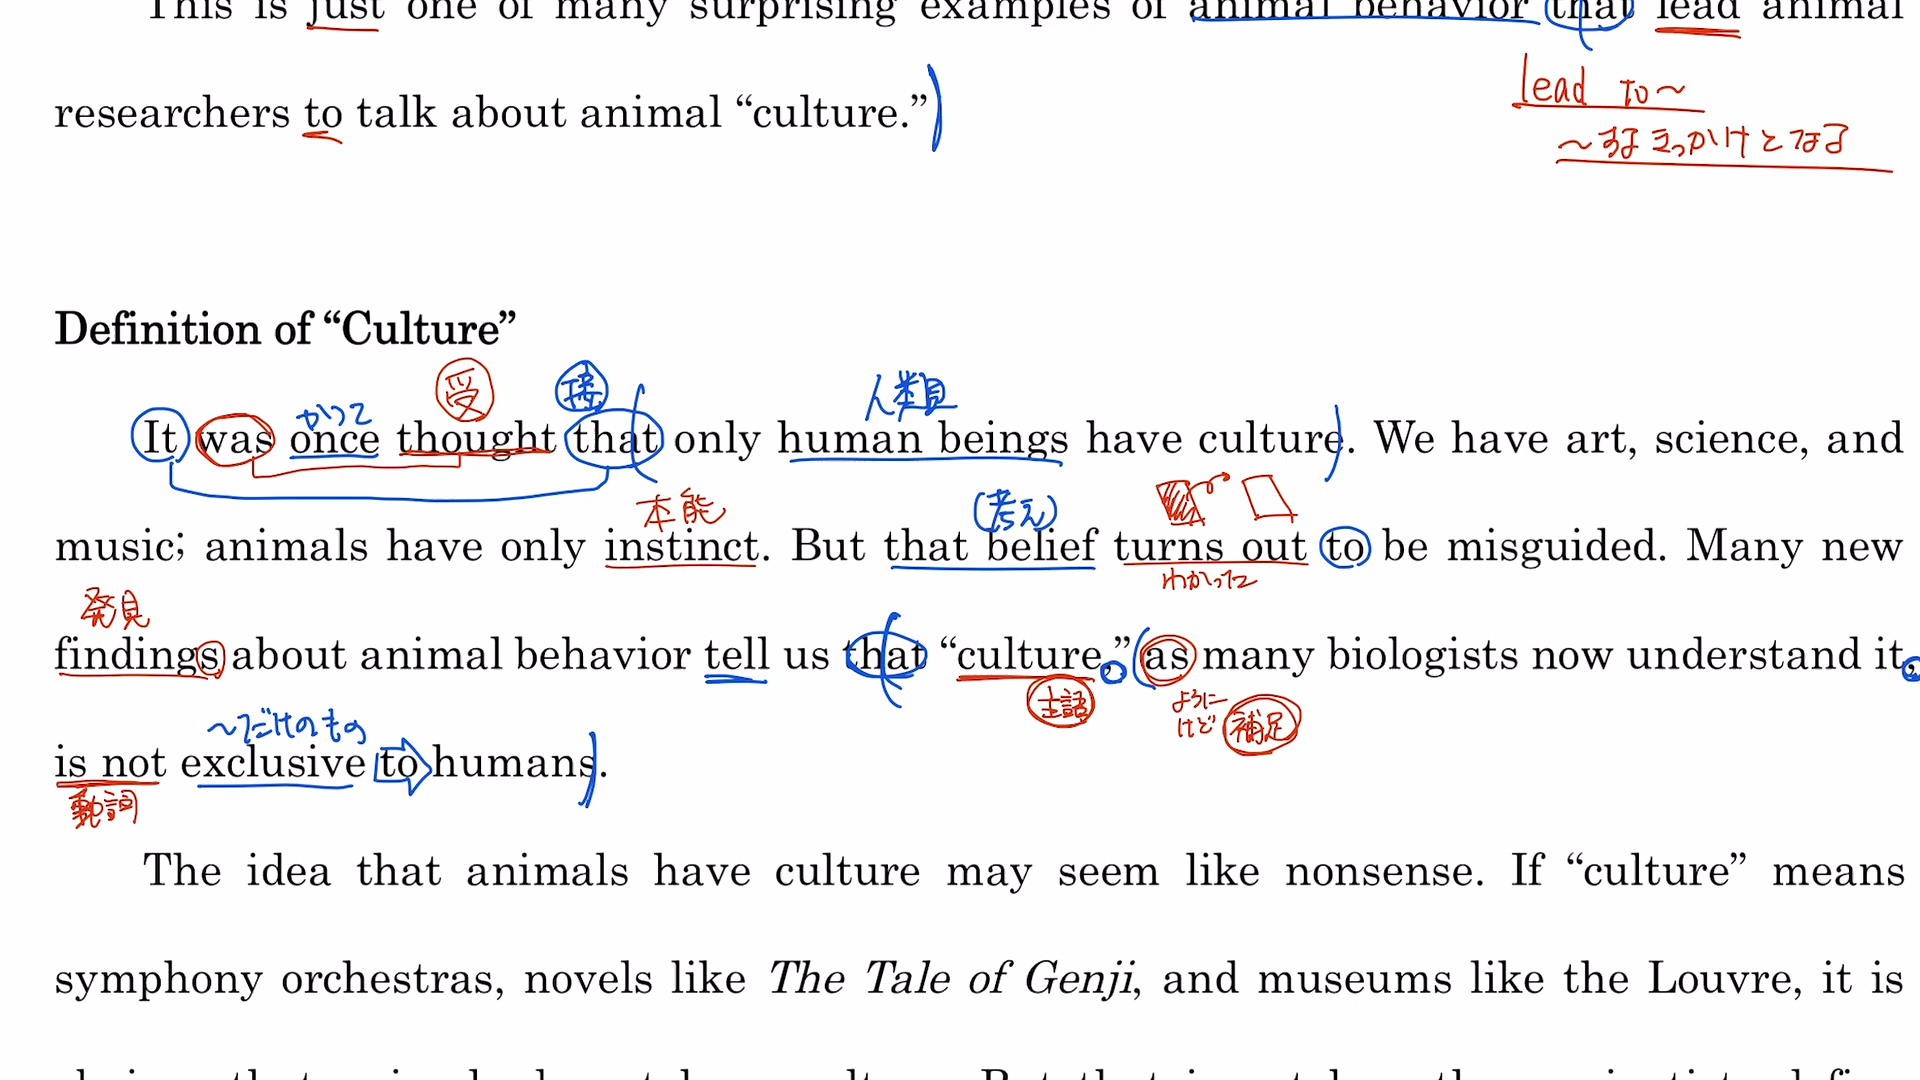 This is just one of many surprising examples of animal behavior that lead animal
lead to～
researchers to talk about animal “culture.”
～するきっかけとなる
Definition of “Culture”
かつて 受 接 人類
It was once thought that only human beings have culture. We have art, science, and
本能 (考え)
music; animals have only instinct. But that belief turns out to be misguided. Many new
発見 わかった
findings about animal behavior tell us that “culture,” as many biologists now understand it,
主語 ように けど 補足
～だけのもの
is not exclusive to humans.
動詞
The idea that animals have culture may seem like nonsense. If “culture” means
symphony orchestras, novels like The Tale of Genji, and museums like the Louvre, it is